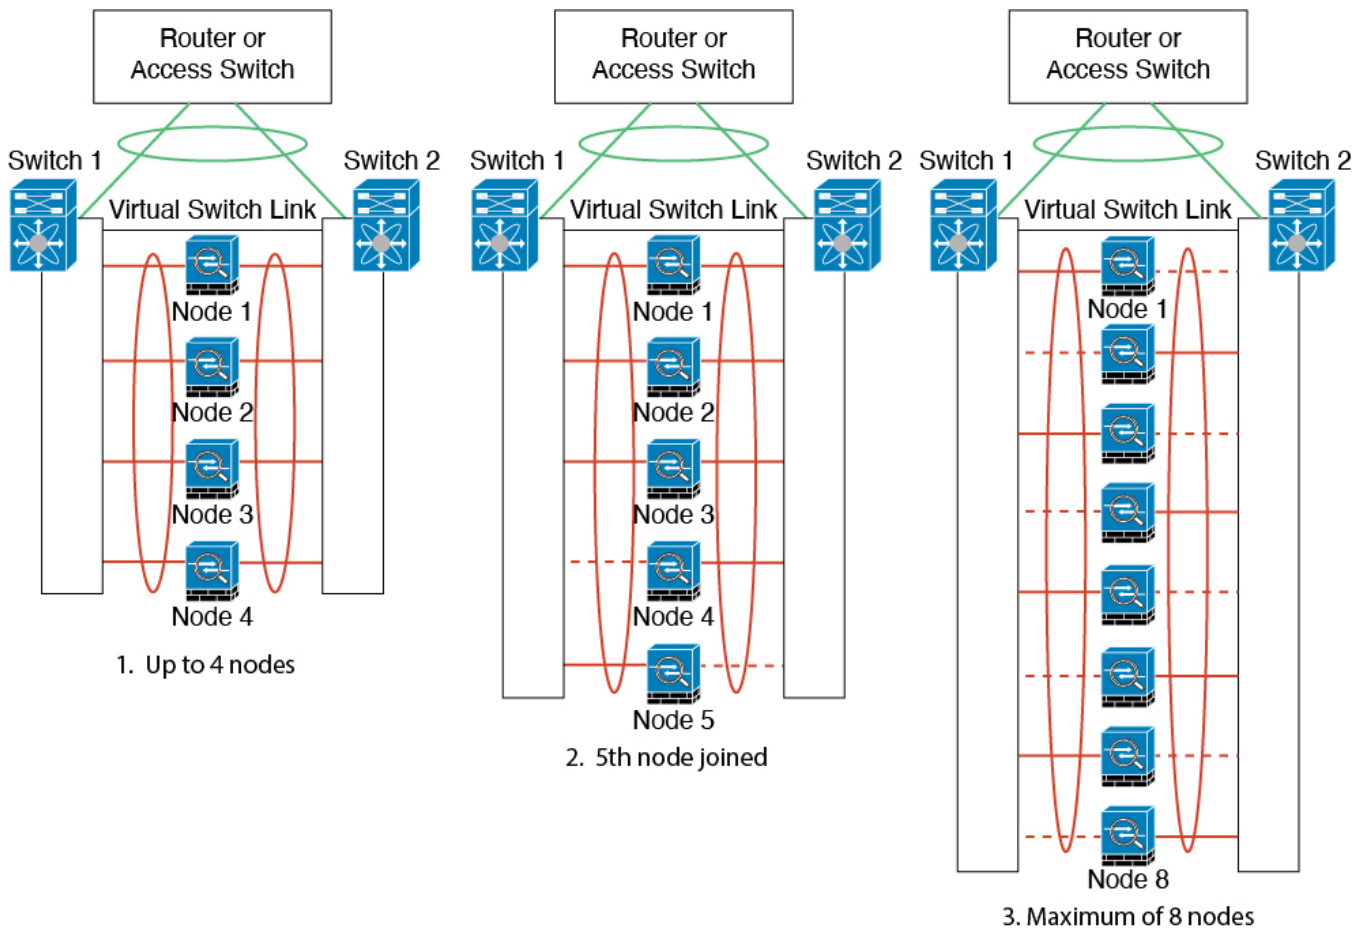 Router or
Access Switch
Switch 1
Switch 2
Virtual Switch Link
Node 1
Node 2
Node 3
Node 4
1. Up to 4 nodes
Router or
Access Switch
Switch 1
Switch 2
Virtual Switch Link
Node 1
Node 2
Node 3
Node 4
Node 5
2. 5th node joined
Router or
Access Switch
Switch 1
Switch 2
Virtual Switch Link
Node 1
Node 8
3. Maximum of 8 nodes